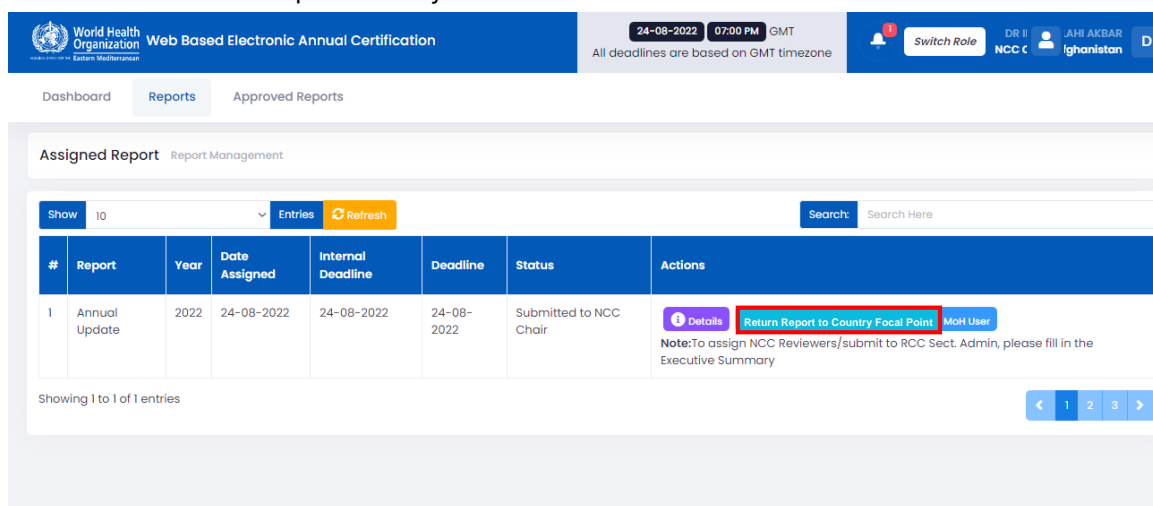 World Health
Organization
Eastern Mediterranean
Web Based Electronic Annual Certification
24-08-2022 07:00 PM GMT
All deadlines are based on GMT timezone
1
Switch Role
DR II LAHI AKBAR
NCC C fghanistan
D
Dashboard Reports Approved Reports
Assigned Report Report Management
Show 10 Entries Refresh Search: Search Here
# Report Year Date Assigned Internal Deadline Deadline Status Actions
1 Annual Update 2022 24-08-2022 24-08-2022 24-08-2022 Submitted to NCC Chair
Details Return Report to Country Focal Point MoH User
Note:To assign NCC Reviewers/submit to RCC Sect. Admin, please fill in the
Executive Summary
Showing 1 to 1 of 1 entries
< 1 2 3 >